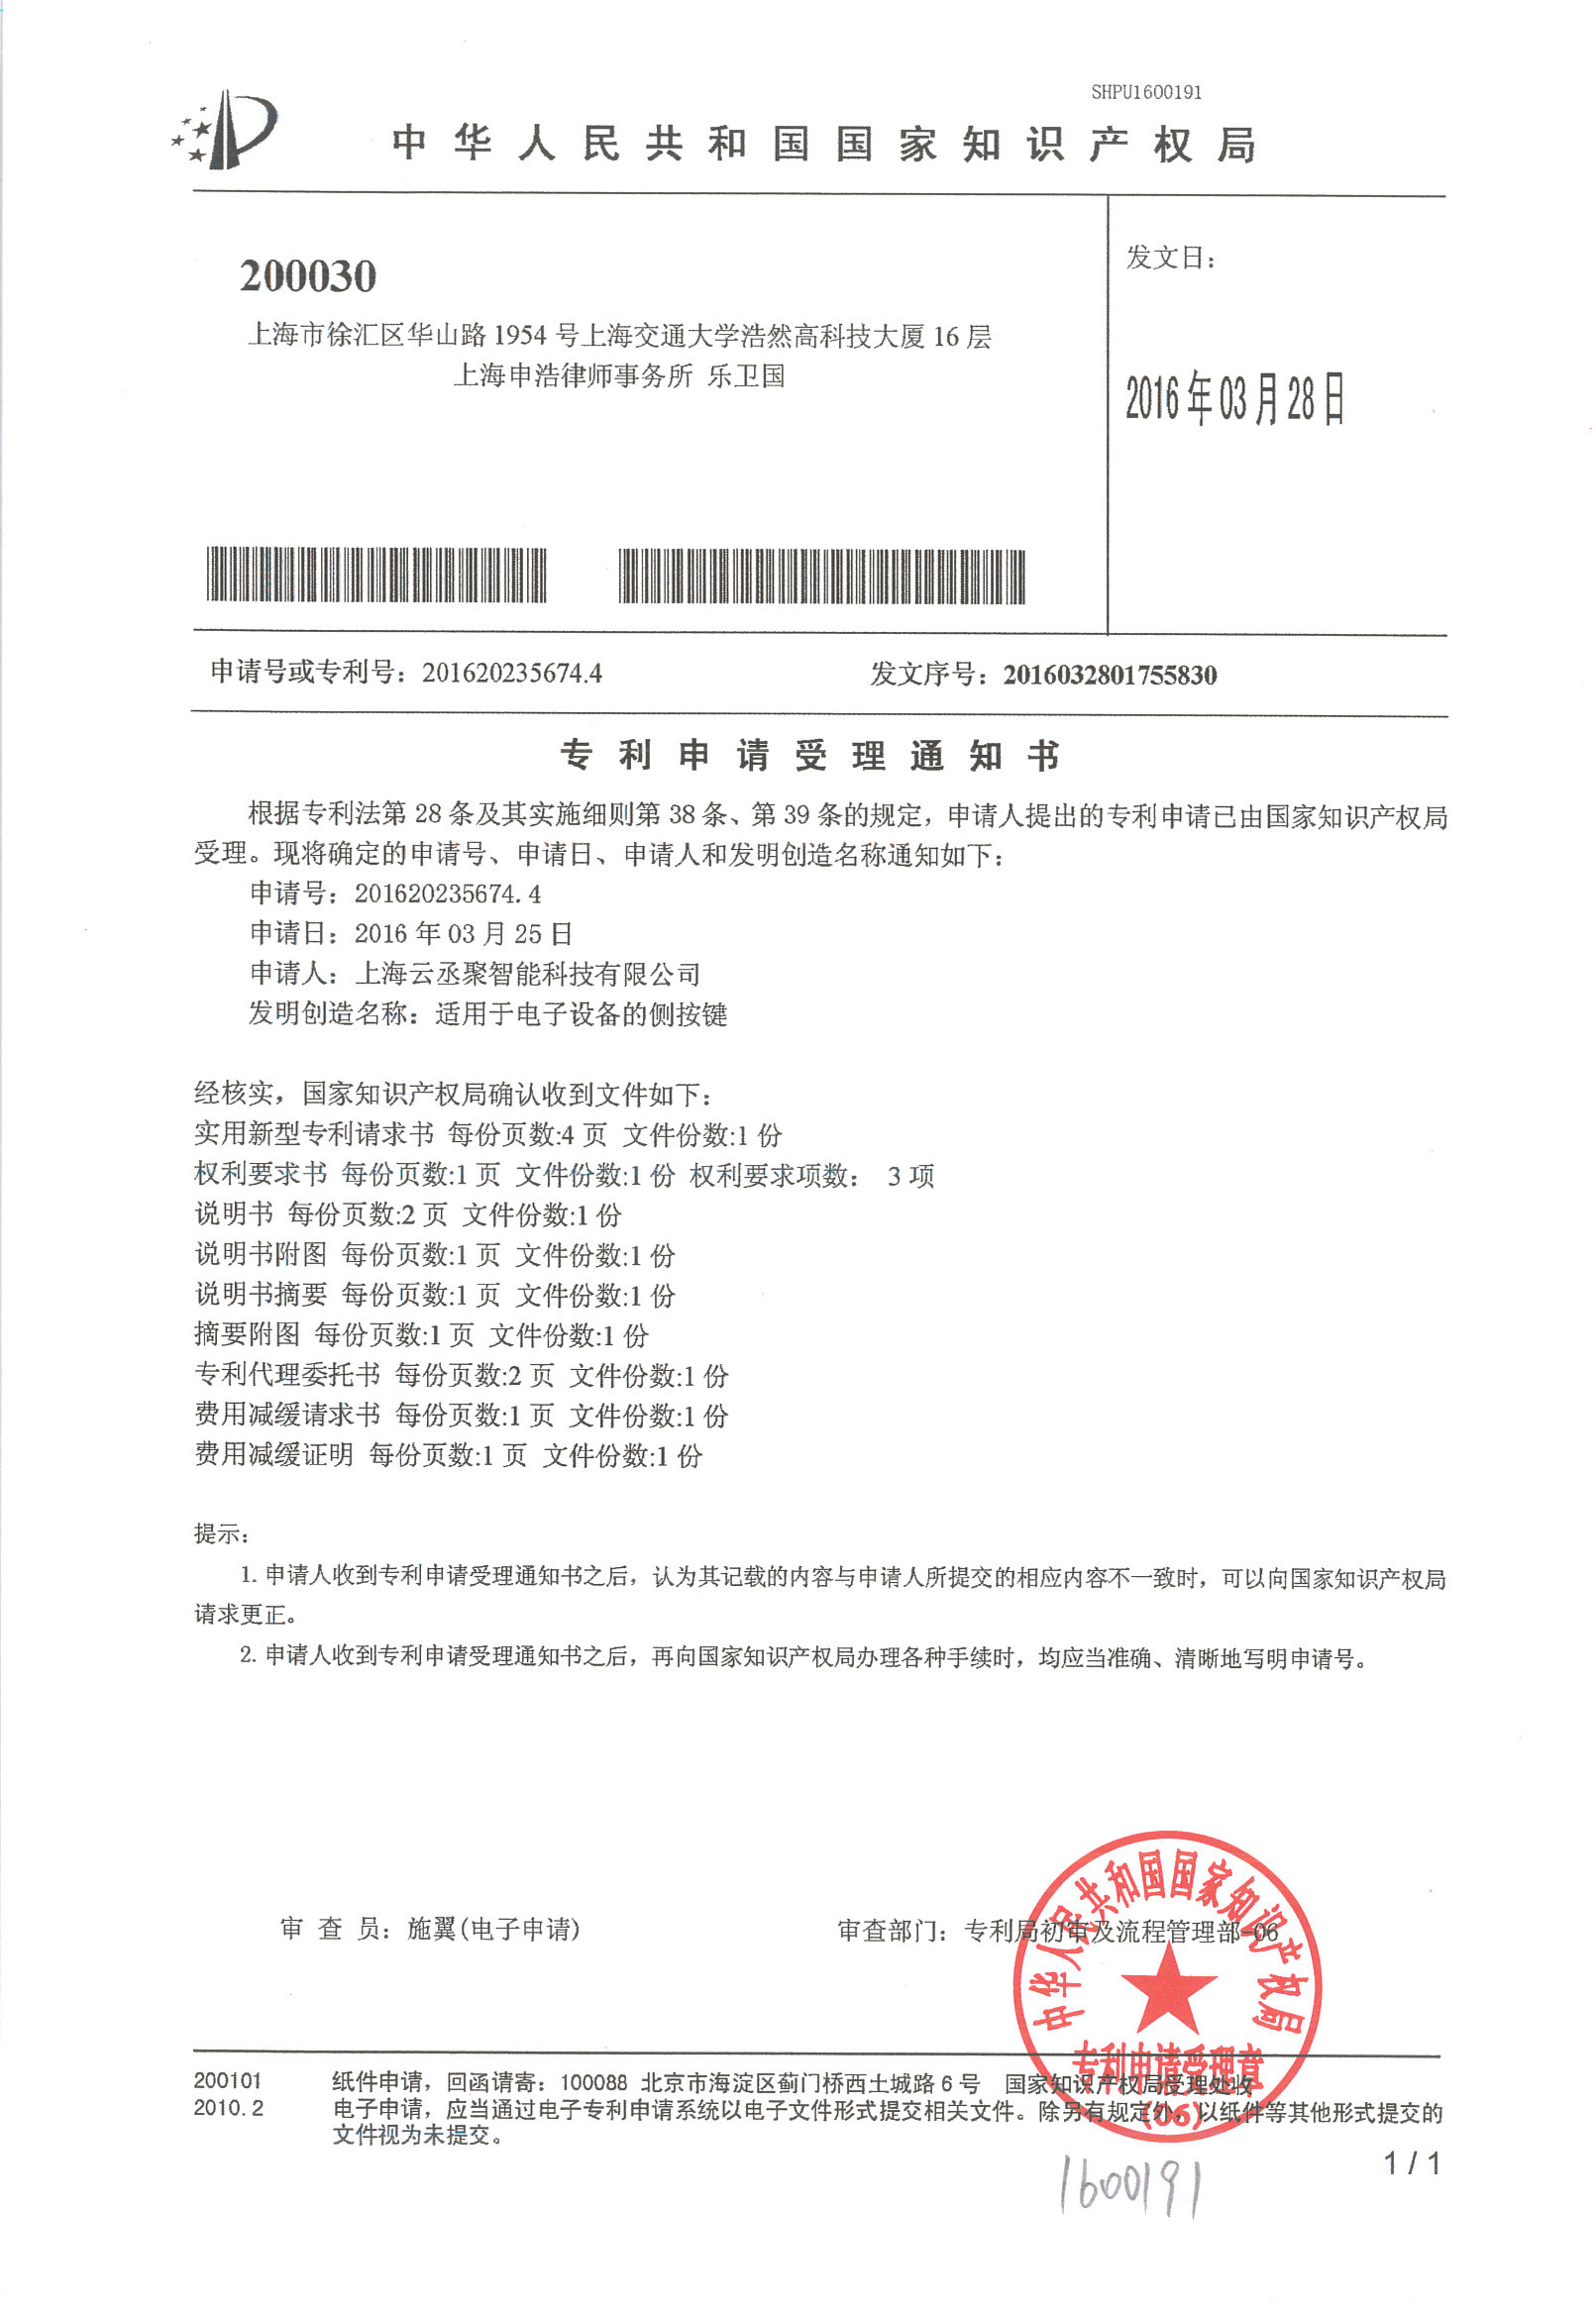 SHPU1600191
中华人民共和国国家知识产权局
200030
上海市徐汇区华山路 1954 号上海交通大学浩然高科技大厦 16 层
上海申浩律师事务所 乐卫国
发文日：
2016 年 03 月 28 日
申请号或专利号：201620235674.4
发文序号：2016032801755830
专利申请受理通知书
根据专利法第 28 条及其实施细则第 38 条、第 39 条的规定，申请人提出的专利申请已由国家知识产权局
受理。现将确定的申请号、申请日、申请人和发明创造名称通知如下：
申请号：201620235674.4
申请日：2016 年 03 月 25 日
申请人：上海云丞聚智能科技有限公司
发明创造名称：适用于电子设备的侧按键
经核实，国家知识产权局确认收到文件如下：
实用新型专利请求书 每份页数:4 页 文件份数:1 份
权利要求书 每份页数:1 页 文件份数:1 份 权利要求项数： 3 项
说明书 每份页数:2 页 文件份数:1 份
说明书附图 每份页数:1 页 文件份数:1 份
说明书摘要 每份页数:1 页 文件份数:1 份
摘要附图 每份页数:1 页 文件份数:1 份
专利代理委托书 每份页数:2 页 文件份数:1 份
费用减缓请求书 每份页数:1 页 文件份数:1 份
费用减缓证明 每份页数:1 页 文件份数:1 份
提示：
1. 申请人收到专利申请受理通知书之后，认为其记载的内容与申请人所提交的相应内容不一致时，可以向国家知识产权局
请求更正。
2. 申请人收到专利申请受理通知书之后，再向国家知识产权局办理各种手续时，均应当准确、清晰地写明申请号。
审 查 员：施翼(电子申请)
审查部门：专利局初审及流程管理部-06
中华人民共和国国家知识产权局
专利申请受理章
(06)
200101
2010.2
纸件申请，回函请寄：100088 北京市海淀区蓟门桥西土城路 6 号 国家知识产权局受理处收
电子申请，应当通过电子专利申请系统以电子文件形式提交相关文件。除另有规定外，以纸件等其他形式提交的
文件视为未提交。
1 / 1
1600191